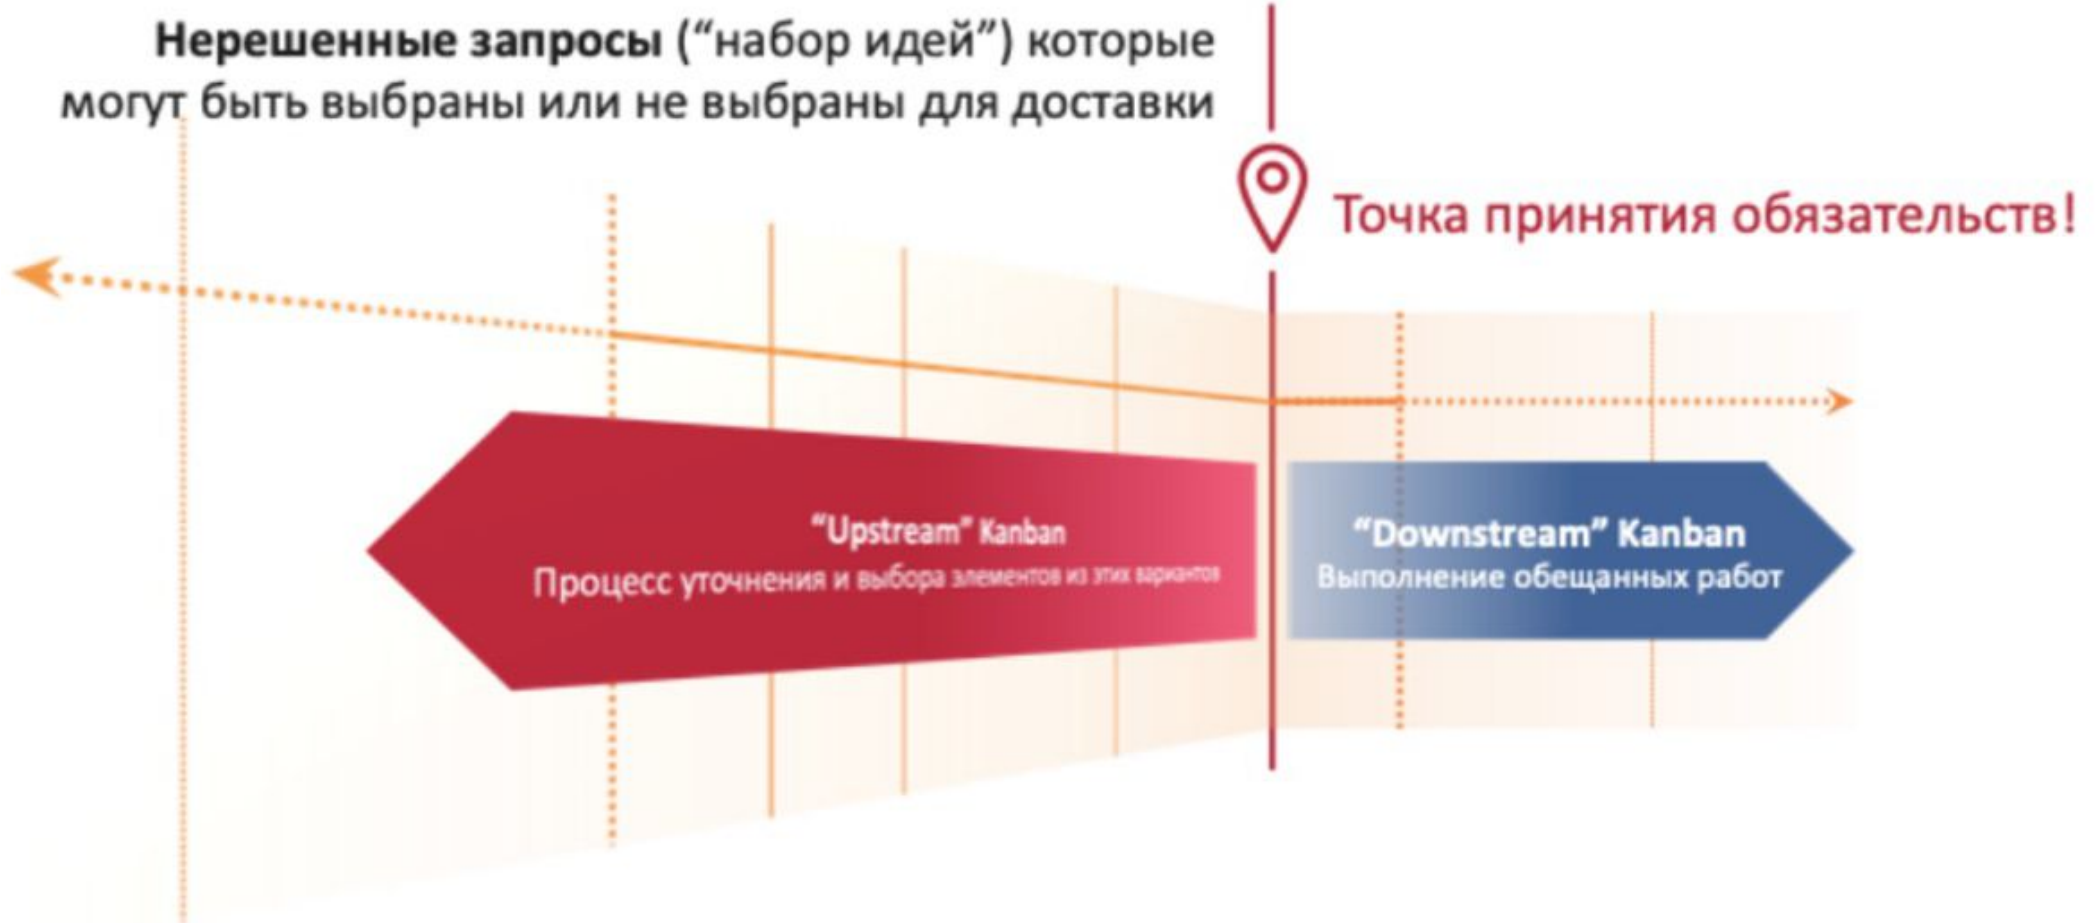 Нерешенные запросы (“набор идей”) которые
могут быть выбраны или не выбраны для доставки
Точка принятия обязательств!
“Upstream” Kanban
Процесс уточнения и выбора элементов из этих вариантов
“Downstream” Kanban
Выполнение обещанных работ